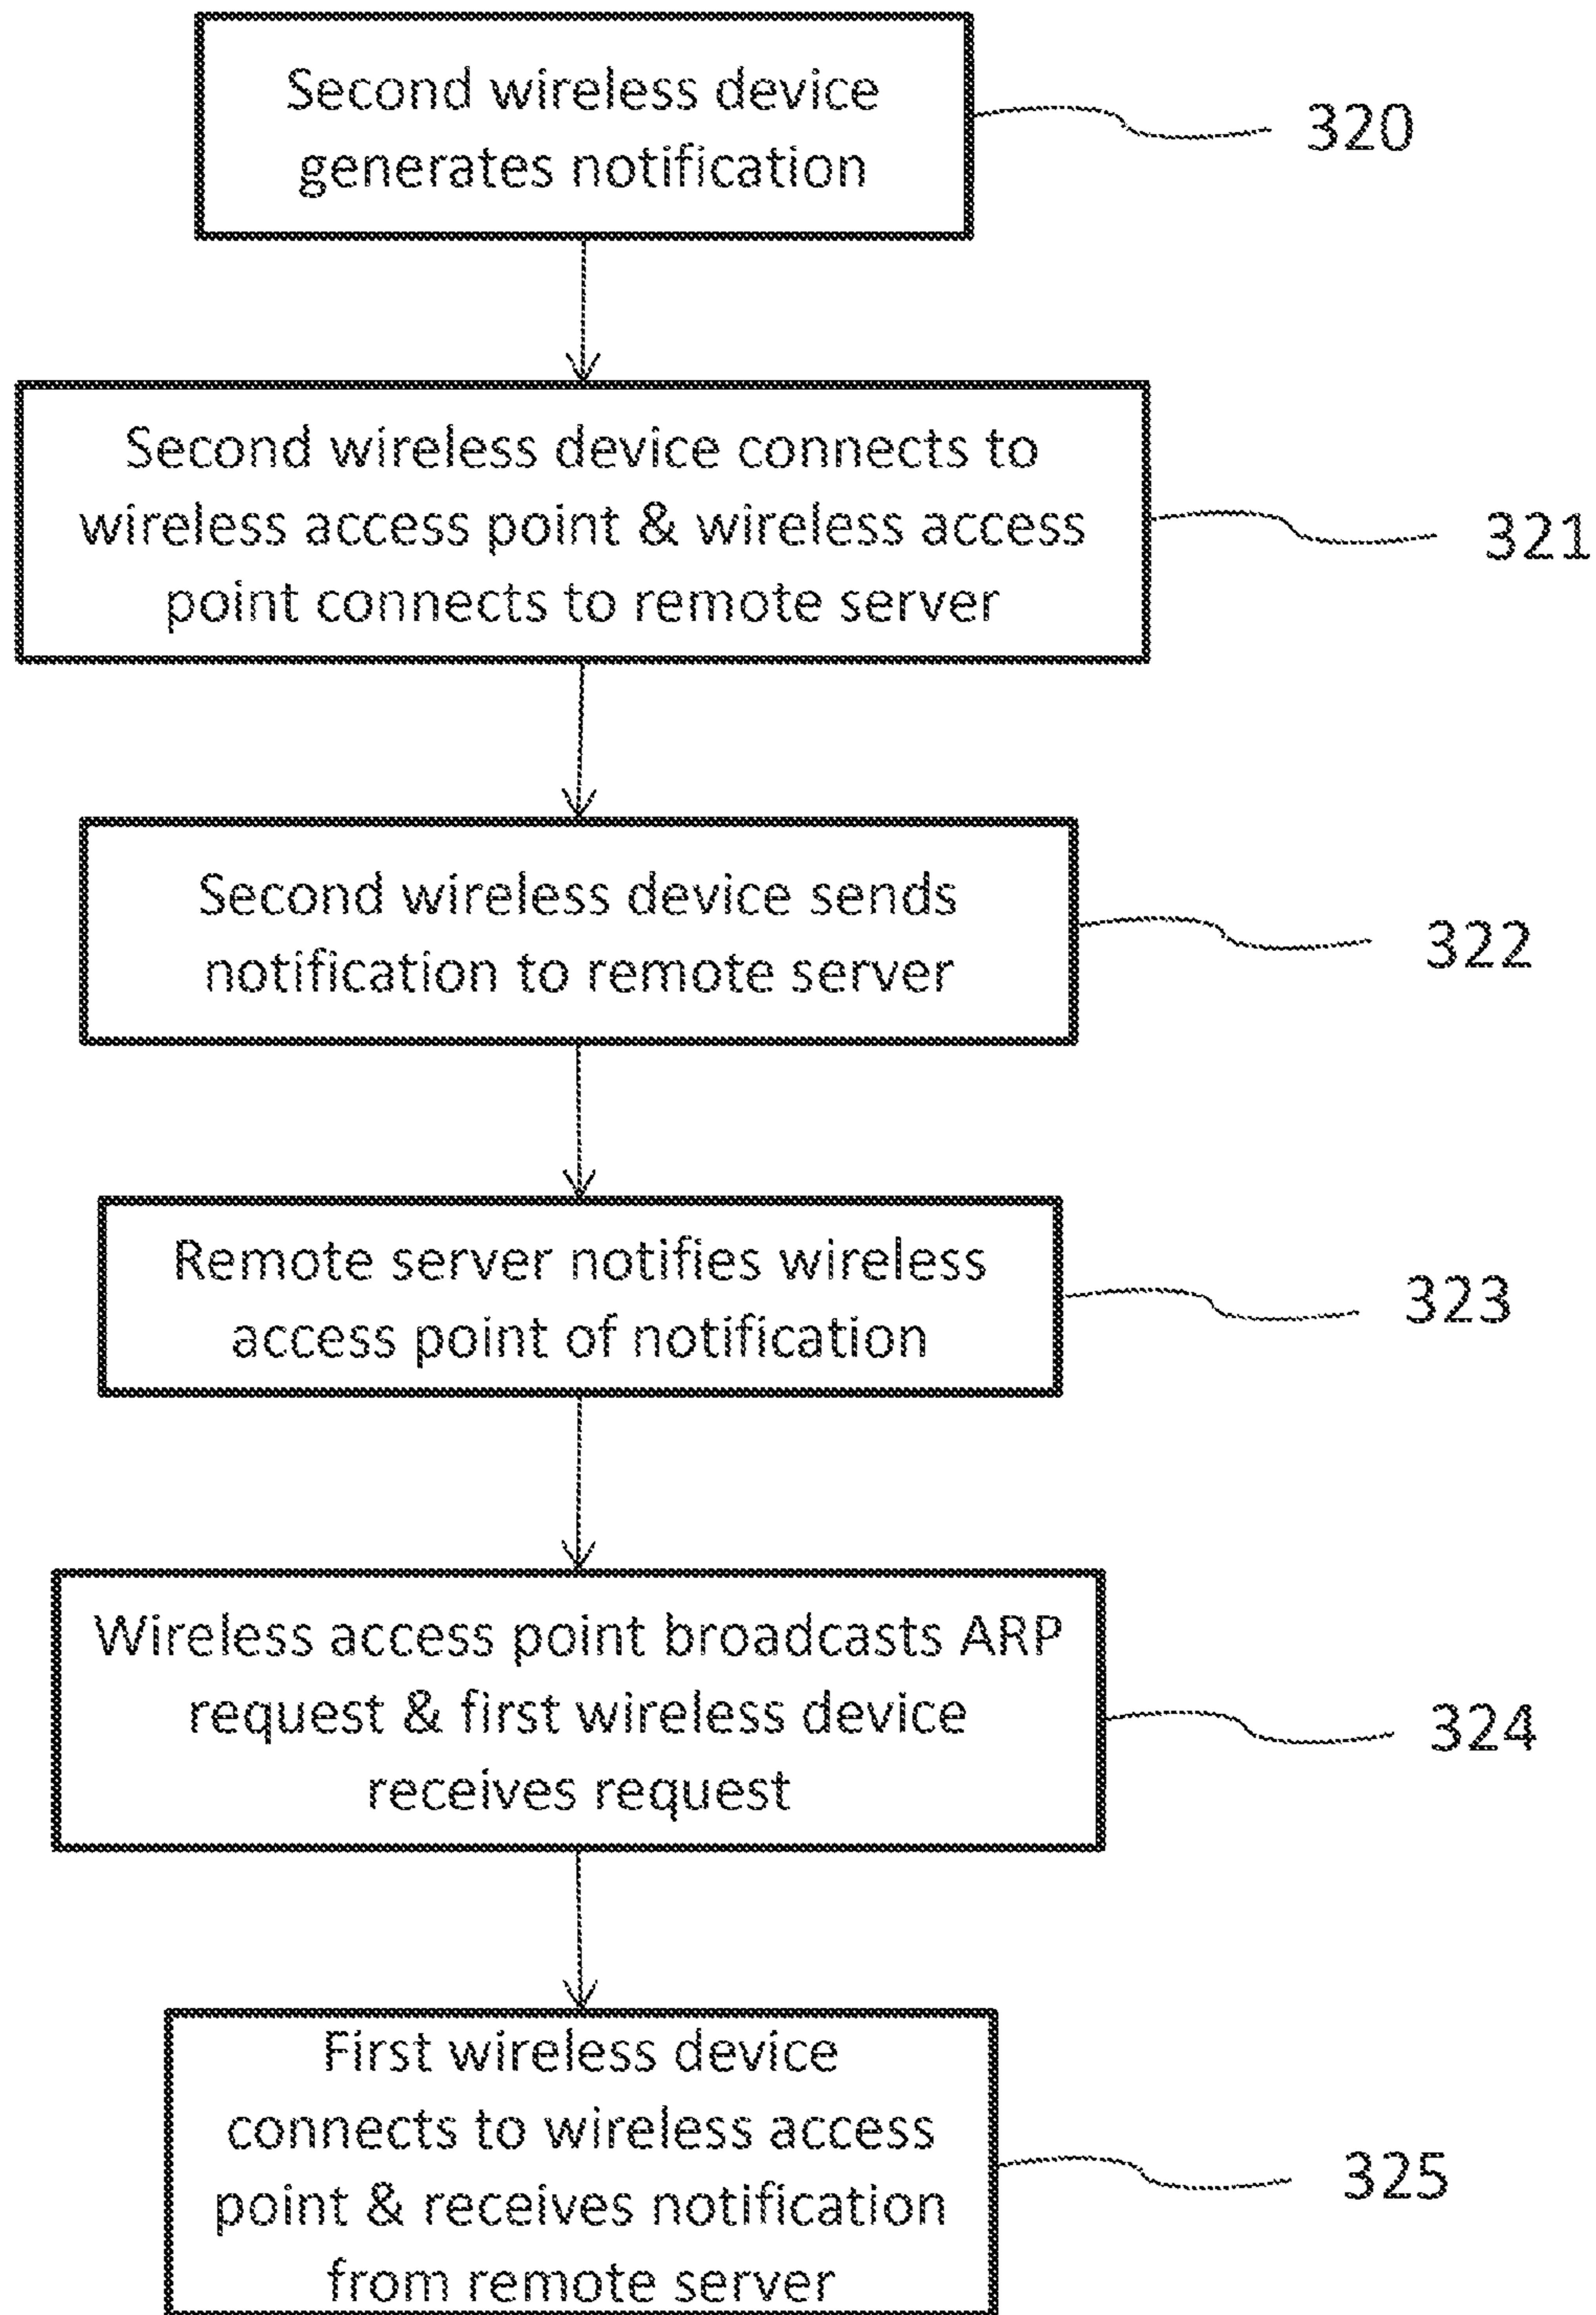 Second wireless device
generates notification
320
Second wireless device connects to
wireless access point & wireless access
point connects to remote server
321
Second wireless device sends
notification to remote server
322
Remote server notifies wireless
access point of notification
323
Wireless access point broadcasts ARP
request & first wireless device
receives request
324
First wireless device
connects to wireless access
point & receives notification
from remote server
325